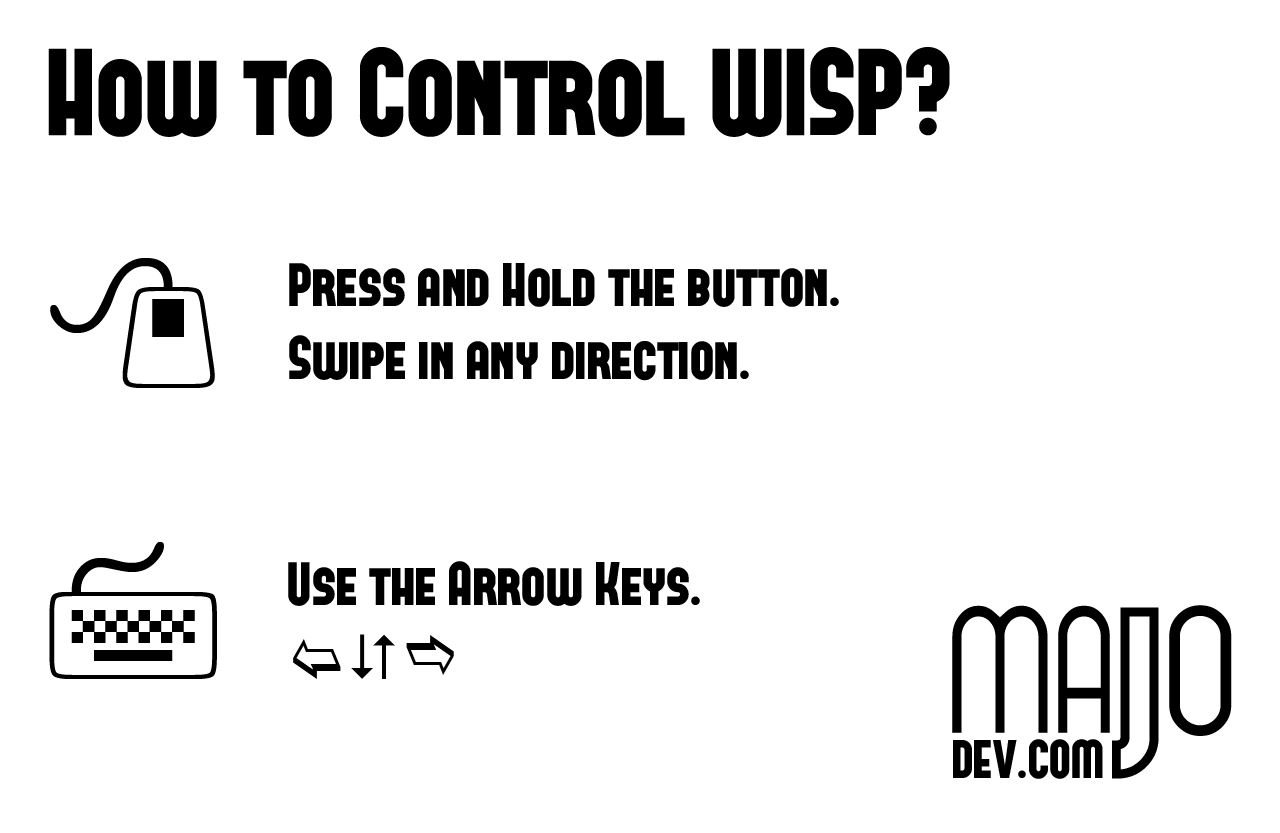 How to Control WISP?
Press and Hold the button.
Swipe in any direction.
Use the Arrow Keys.
MAJO
DEV.COM